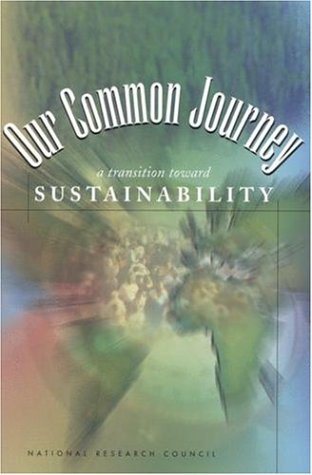 Our Common Journey
a transition toward
SUSTAINABILITY
NATIONAL RESEARCH COUNCIL